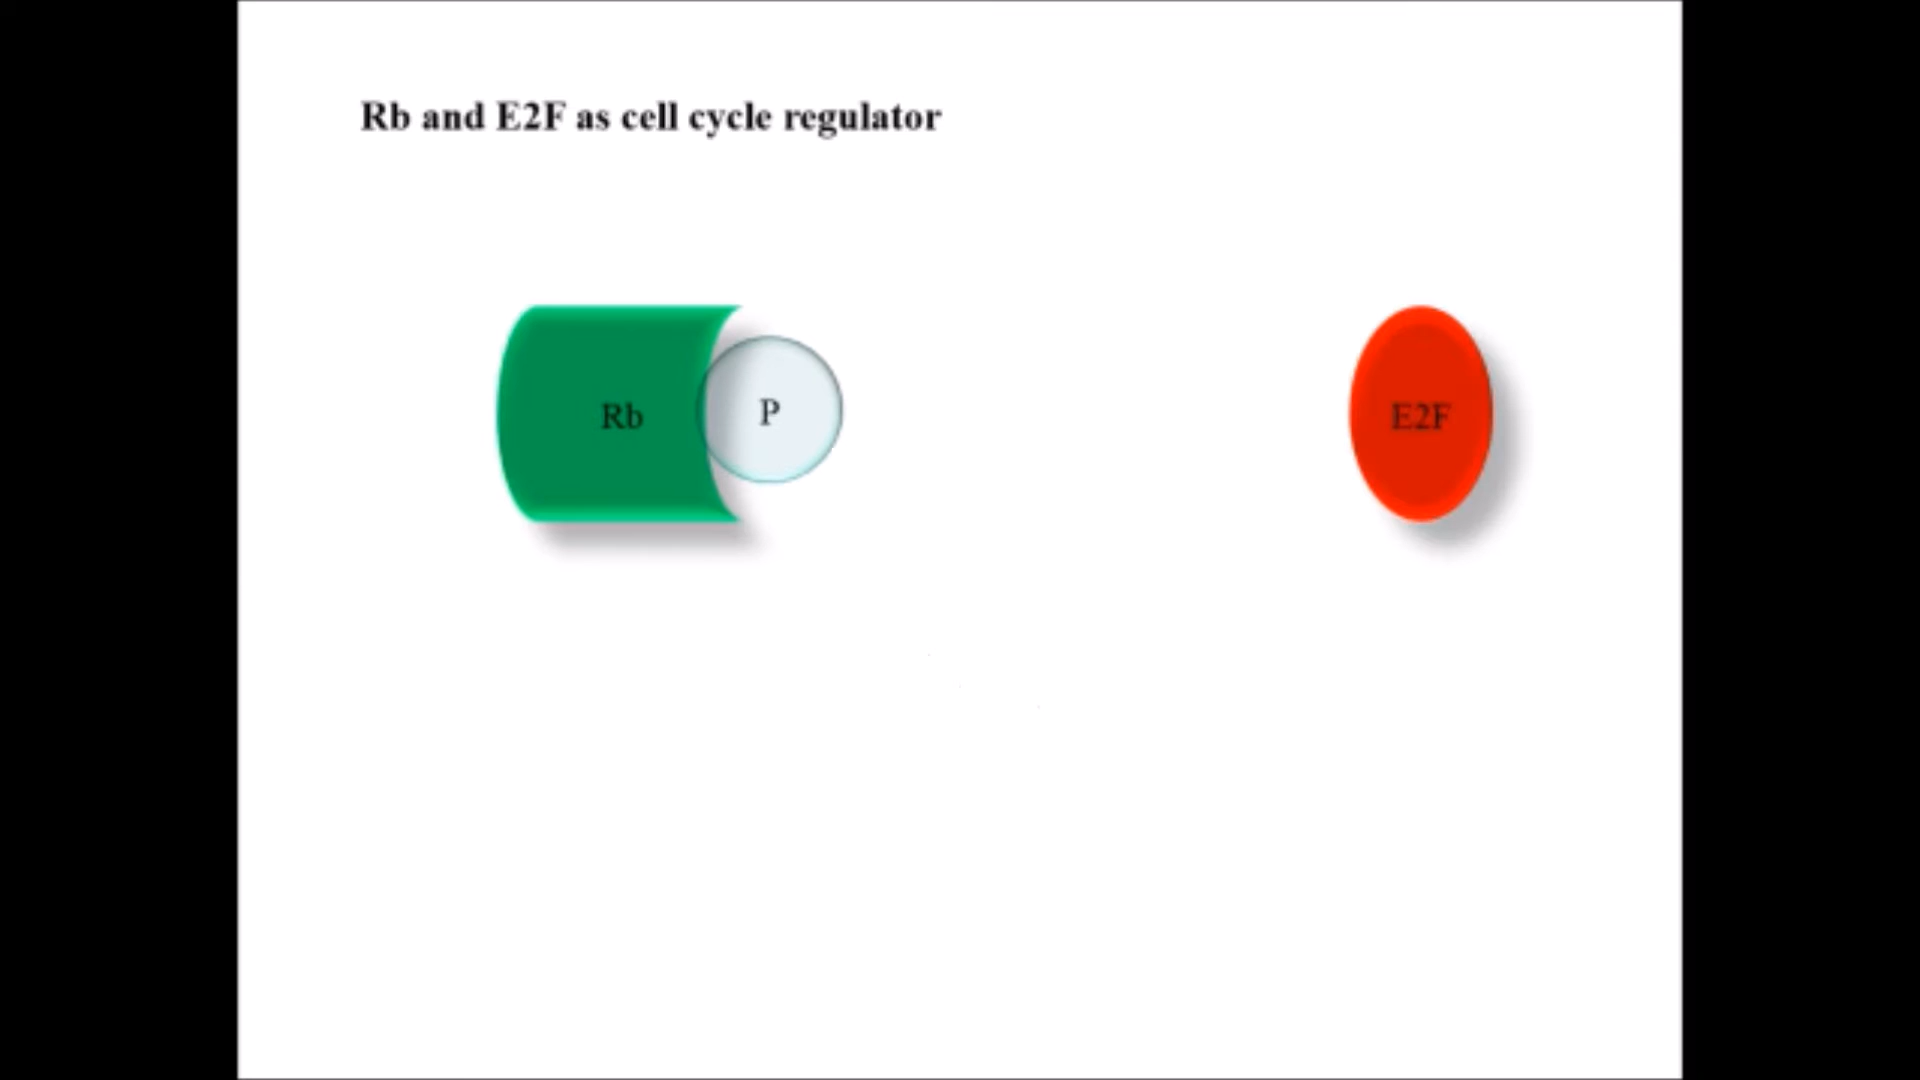 Rb and E2F as cell cycle regulator
Rb
P
E2F